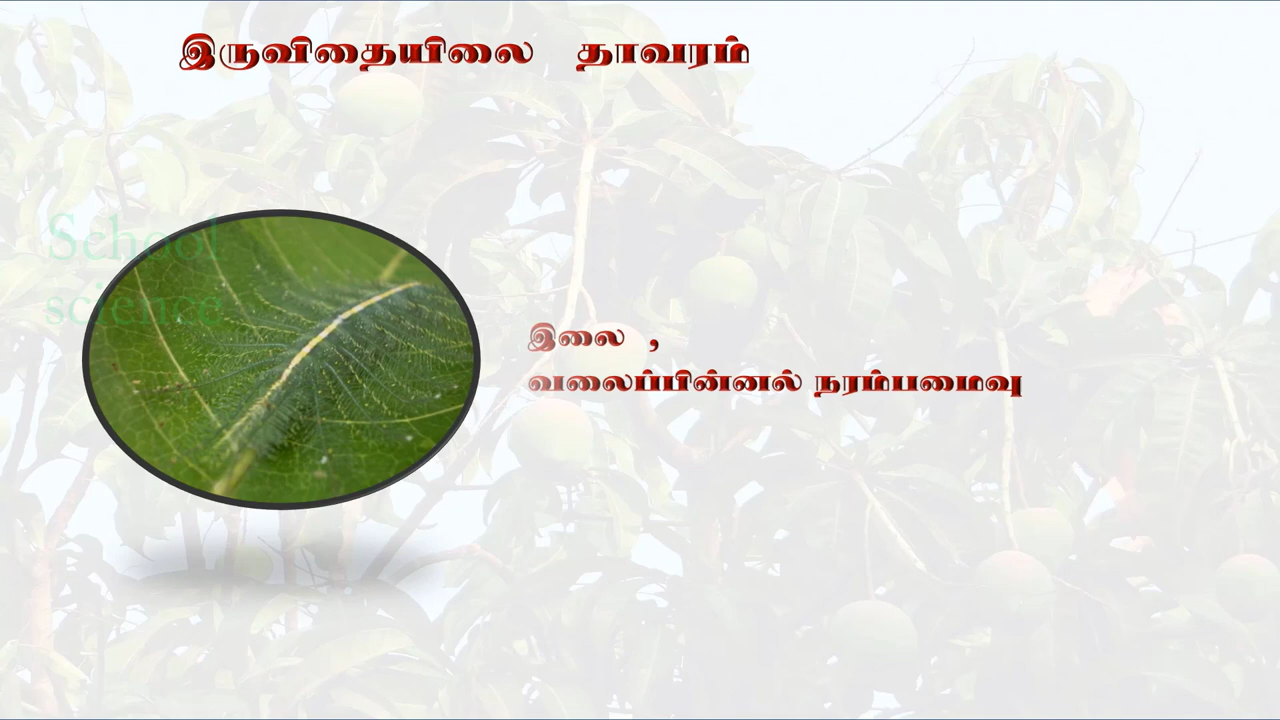 இருவிதையிலை தாவரம்
School
science
இலை ,
வலைப்பின்னல் நரம்பமைவு